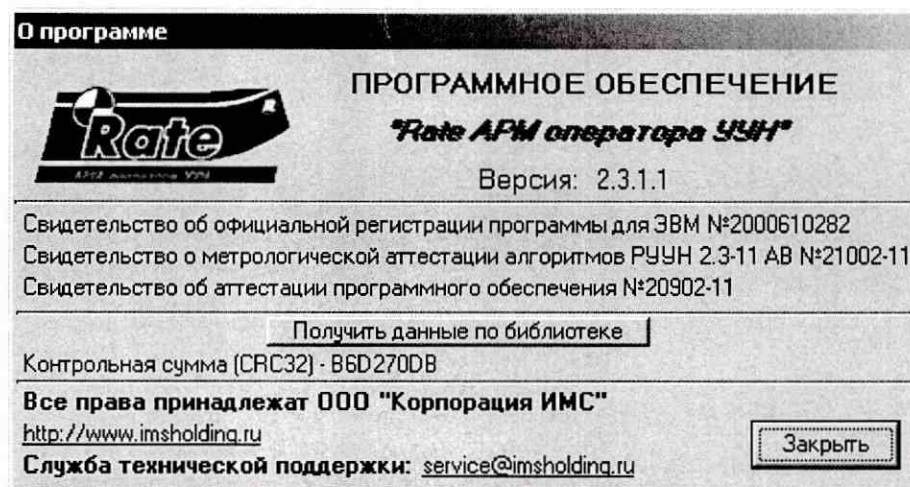 О программе
Rate
АРМ оператора УУН
ПРОГРАММНОЕ ОБЕСПЕЧЕНИЕ
"Rate АРМ оператора УУН"
Версия: 2.3.1.1
Свидетельство об официальной регистрации программы для ЭВМ №2000610282
Свидетельство о метрологической аттестации алгоритмов РУУН 2.3-11 АВ №21002-11
Свидетельство об аттестации программного обеспечения №20902-11
Получить данные по библиотеке
Контрольная сумма (CRC32) - B6D270DB
Все права принадлежат ООО "Корпорация ИМС"
http://www.imsholding.ru
Закрыть
Служба технической поддержки: service@imsholding.ru